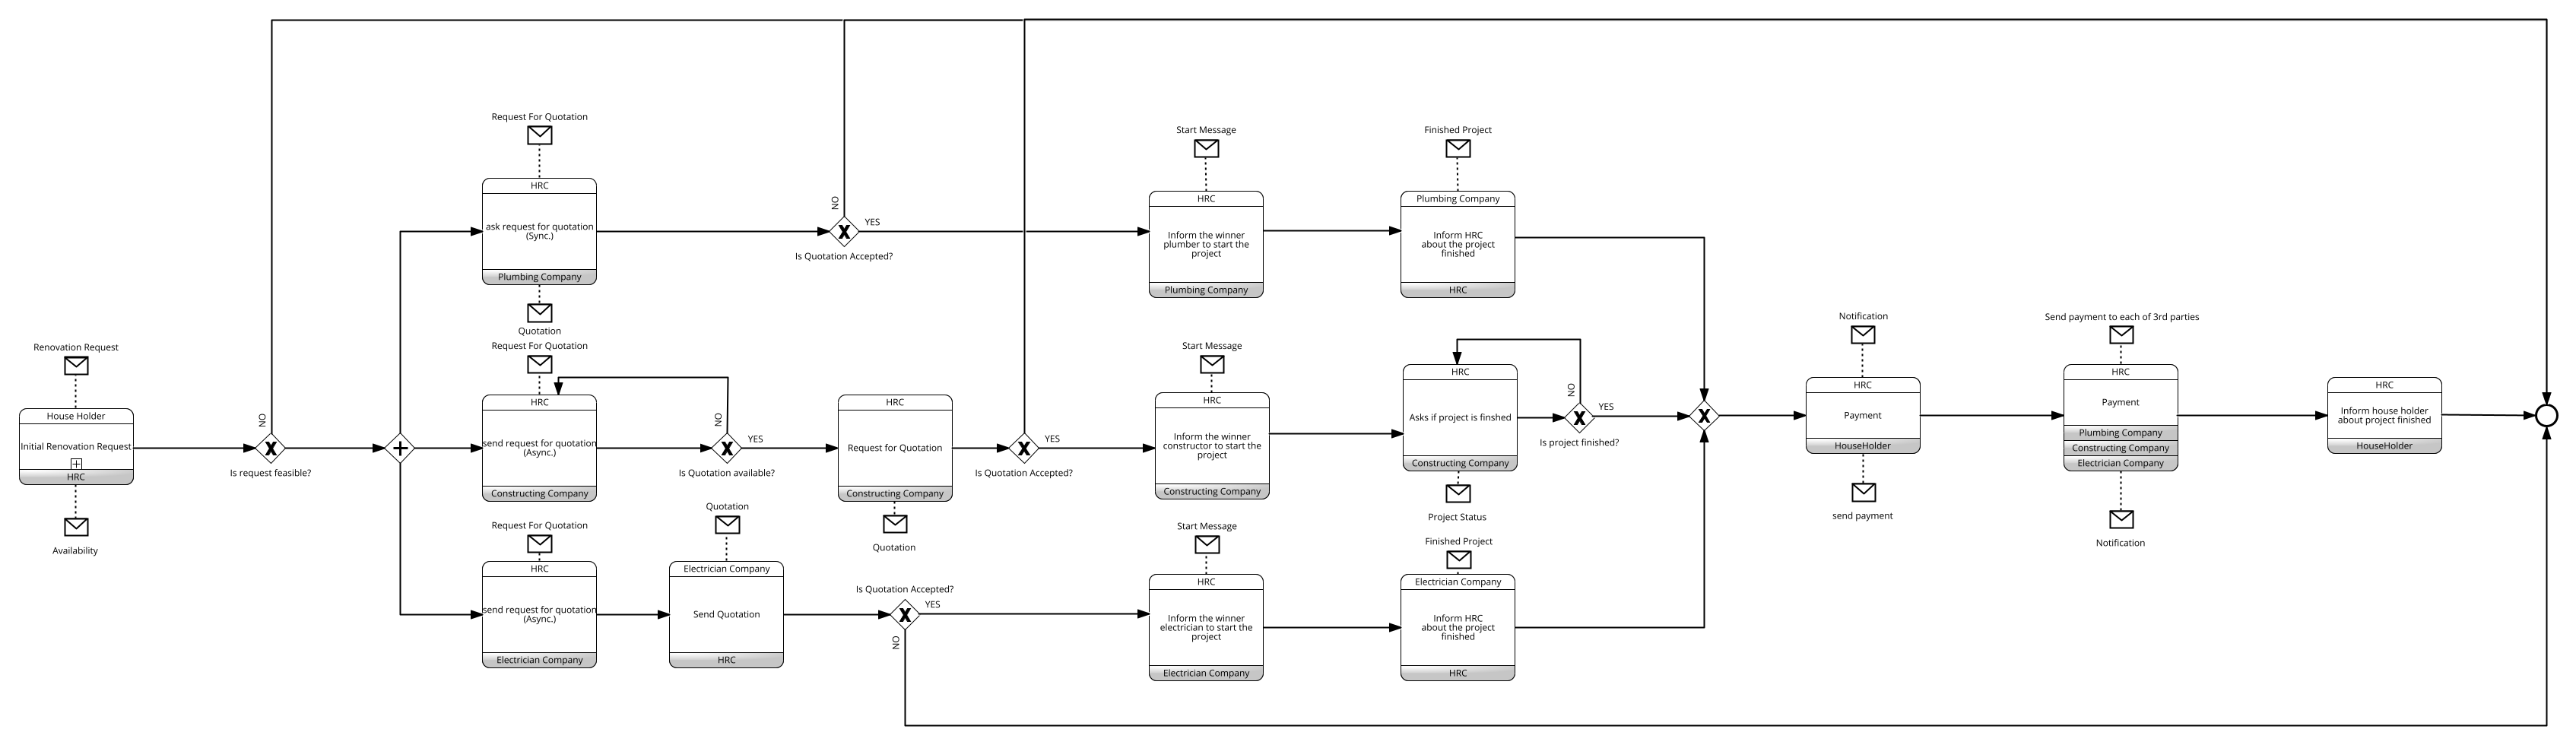 Renovation Request
House Holder
Initial Renovation Request
HRC
Availability
NO
Is request feasible?
Request For Quotation
HRC
ask request for quotation
(Sync.)
Plumbing Company
Quotation
NO
YES
Is Quotation Accepted?
Start Message
HRC
Inform the winner
plumber to start the
project
Plumbing Company
Finished Project
Plumbing Company
Inform HRC
about the project
finished
HRC
Request For Quotation
HRC
send request for quotation
(Async.)
Constructing Company
NO
YES
Is Quotation available?
HRC
Request for Quotation
Constructing Company
Quotation
YES
Is Quotation Accepted?
Start Message
HRC
Inform the winner
constructor to start the
project
Constructing Company
HRC
Asks if project is finshed
Constructing Company
Project Status
NO
YES
Is project finished?
Request For Quotation
HRC
send request for quotation
(Async.)
Electrician Company
Quotation
Electrician Company
Send Quotation
HRC
Is Quotation Accepted?
YES
NO
Start Message
HRC
Inform the winner
electrician to start the
project
Electrician Company
Finished Project
Electrician Company
Inform HRC
about the project
finished
HRC
Notification
HRC
Payment
HouseHolder
send payment
Send payment to each of 3rd parties
HRC
Payment
Plumbing Company
Constructing Company
Electrician Company
Notification
HRC
Inform house holder
about project finished
HouseHolder